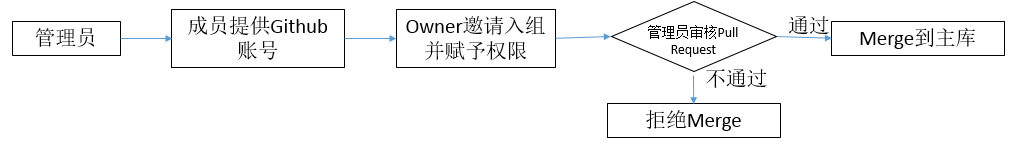 管理员
成员提供Github
账号
Owner邀请入组
并赋予权限
管理员审核Pull
Request
通过
Merge到主库
不通过
拒绝Merge